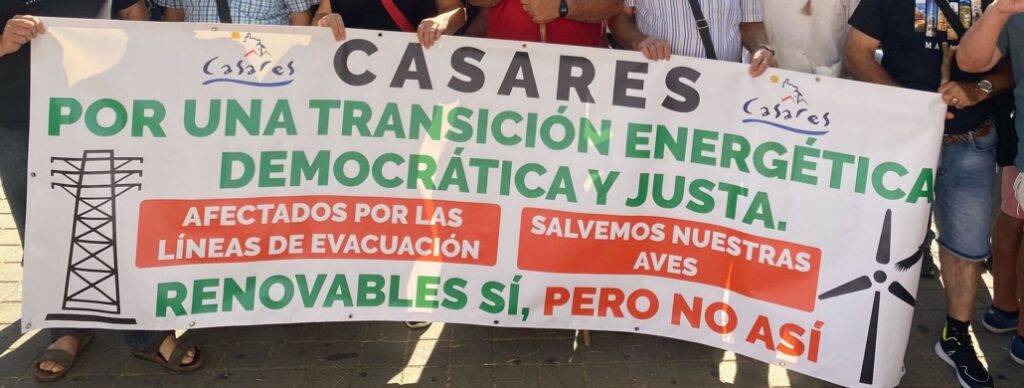 CASARES
Casares
Casares
POR UNA TRANSICIÓN ENERGÉTICA
DEMOCRÁTICA Y JUSTA.
AFECTADOS POR LAS
LÍNEAS DE EVACUACIÓN
SALVEMOS NUESTRAS
AVES
RENOVABLES SÍ, PERO NO ASÍ